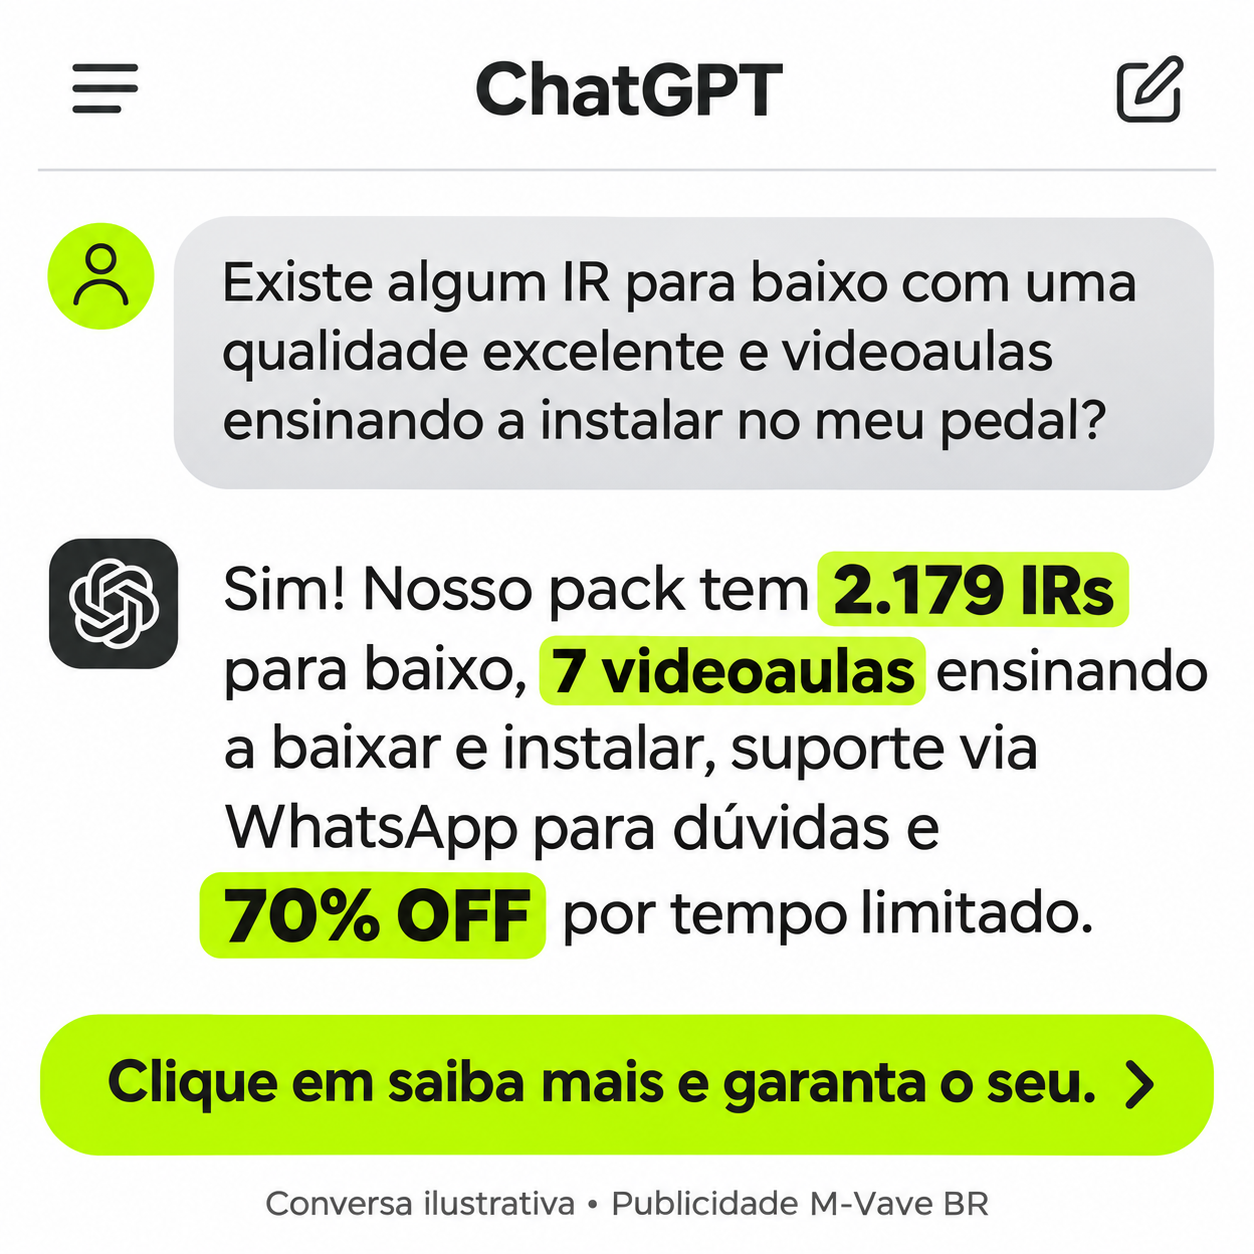 ChatGPT
Existe algum IR para baixo com uma
qualidade excelente e videoaulas
ensinando a instalar no meu pedal?
Sim! Nosso pack tem 2.179 IRs
para baixo, 7 videoaulas ensinando
a baixar e instalar, suporte via
WhatsApp para dúvidas e
70% OFF por tempo limitado.
Clique em saiba mais e garanta o seu.
Conversa ilustrativa • Publicidade M-Vave BR